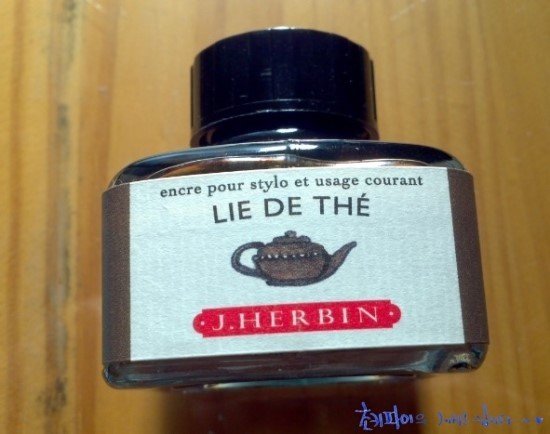 encre pour stylo et usage courant
LIE DE THÉ
J. HERBIN